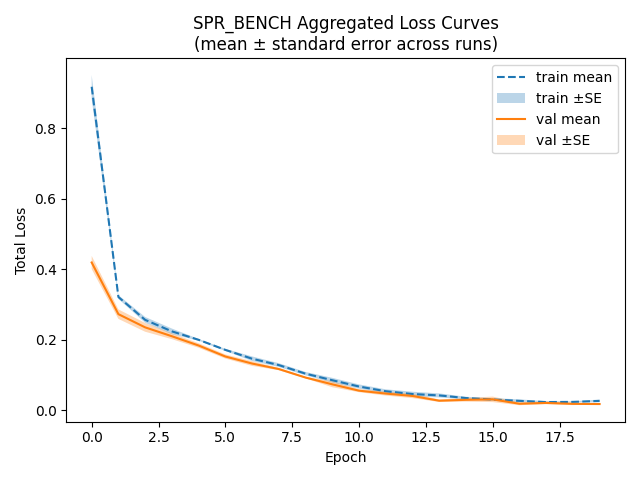 SPR_BENCH Aggregated Loss Curves
(mean ± standard error across runs)
train mean
train ±SE
val mean
val ±SE
Total Loss
0.8
0.6
0.4
0.2
0.0
0.0 2.5 5.0 7.5 10.0 12.5 15.0 17.5
Epoch